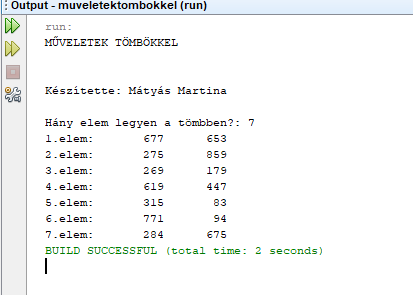 Output - muveletektombokkel (run)
run:
MŰVELETEK TÖMBÖKKEL
Készítette: Mátyás Martina
Hány elem legyen a tömbben?: 7
1.elem: 677 653
2.elem: 275 859
3.elem: 269 179
4.elem: 619 447
5.elem: 315 83
6.elem: 771 94
7.elem: 284 675
BUILD SUCCESSFUL (total time: 2 seconds)